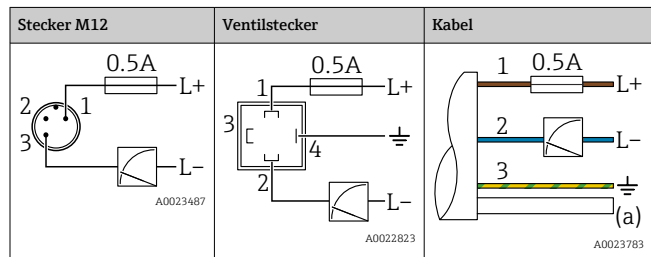 Stecker M12
Ventilstecker
Kabel
0.5A
L+
2
1
3
L–
A0023487
0.5A
1
L+
3
4
2
L–
A0022823
1
0.5A
L+
2
L–
3
(a)
A0023783